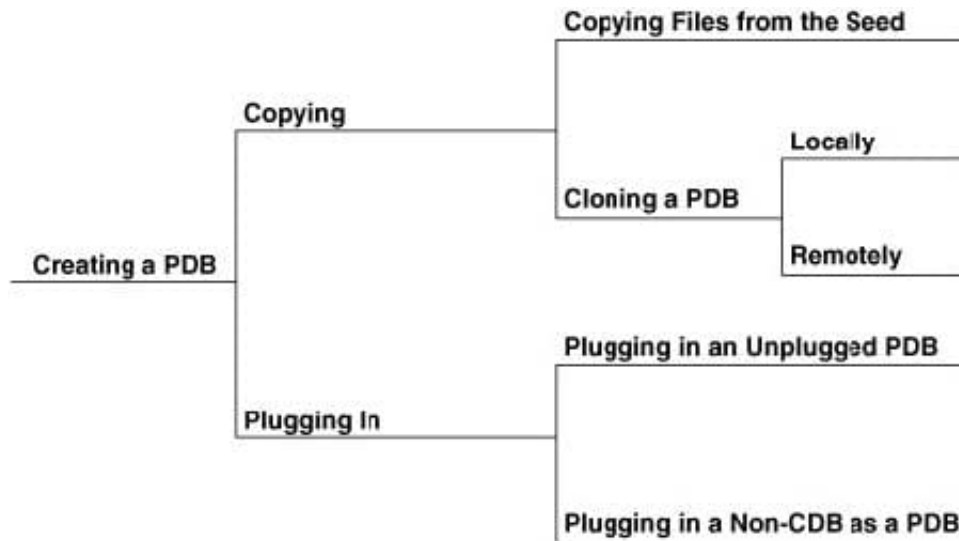 Copying Files from the Seed
Copying
Locally
Cloning a PDB
Creating a PDB
Remotely
Plugging in an Unplugged PDB
Plugging In
Plugging in a Non-CDB as a PDB